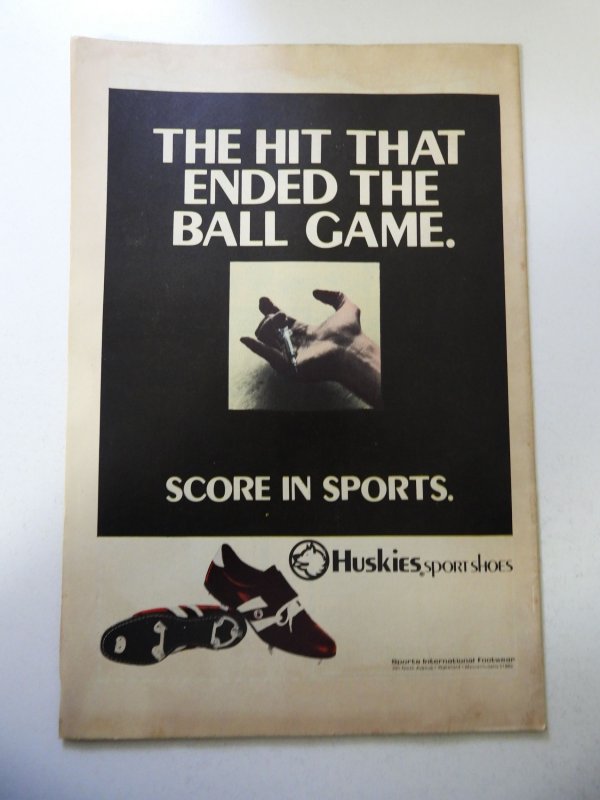 THE HIT THAT
ENDED THE
BALL GAME.
SCORE IN SPORTS.
Huskies® SPORT SHOES
Sports International Footwear